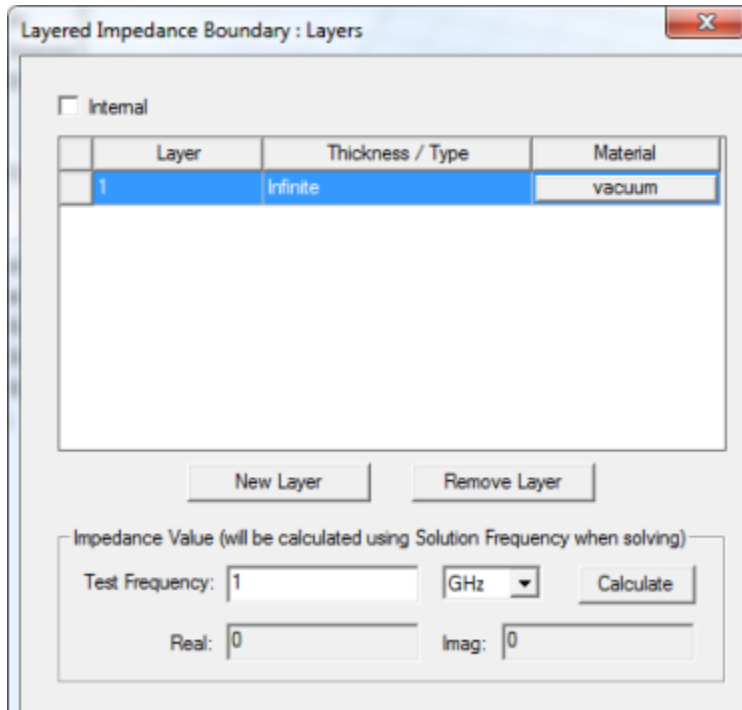 Layered Impedance Boundary : Layers
Internal
Layer Thickness / Type Material
1 Infinite vacuum
New Layer Remove Layer
Impedance Value (will be calculated using Solution Frequency when solving)
Test Frequency: 1 GHz Calculate
Real: 0 Imag: 0